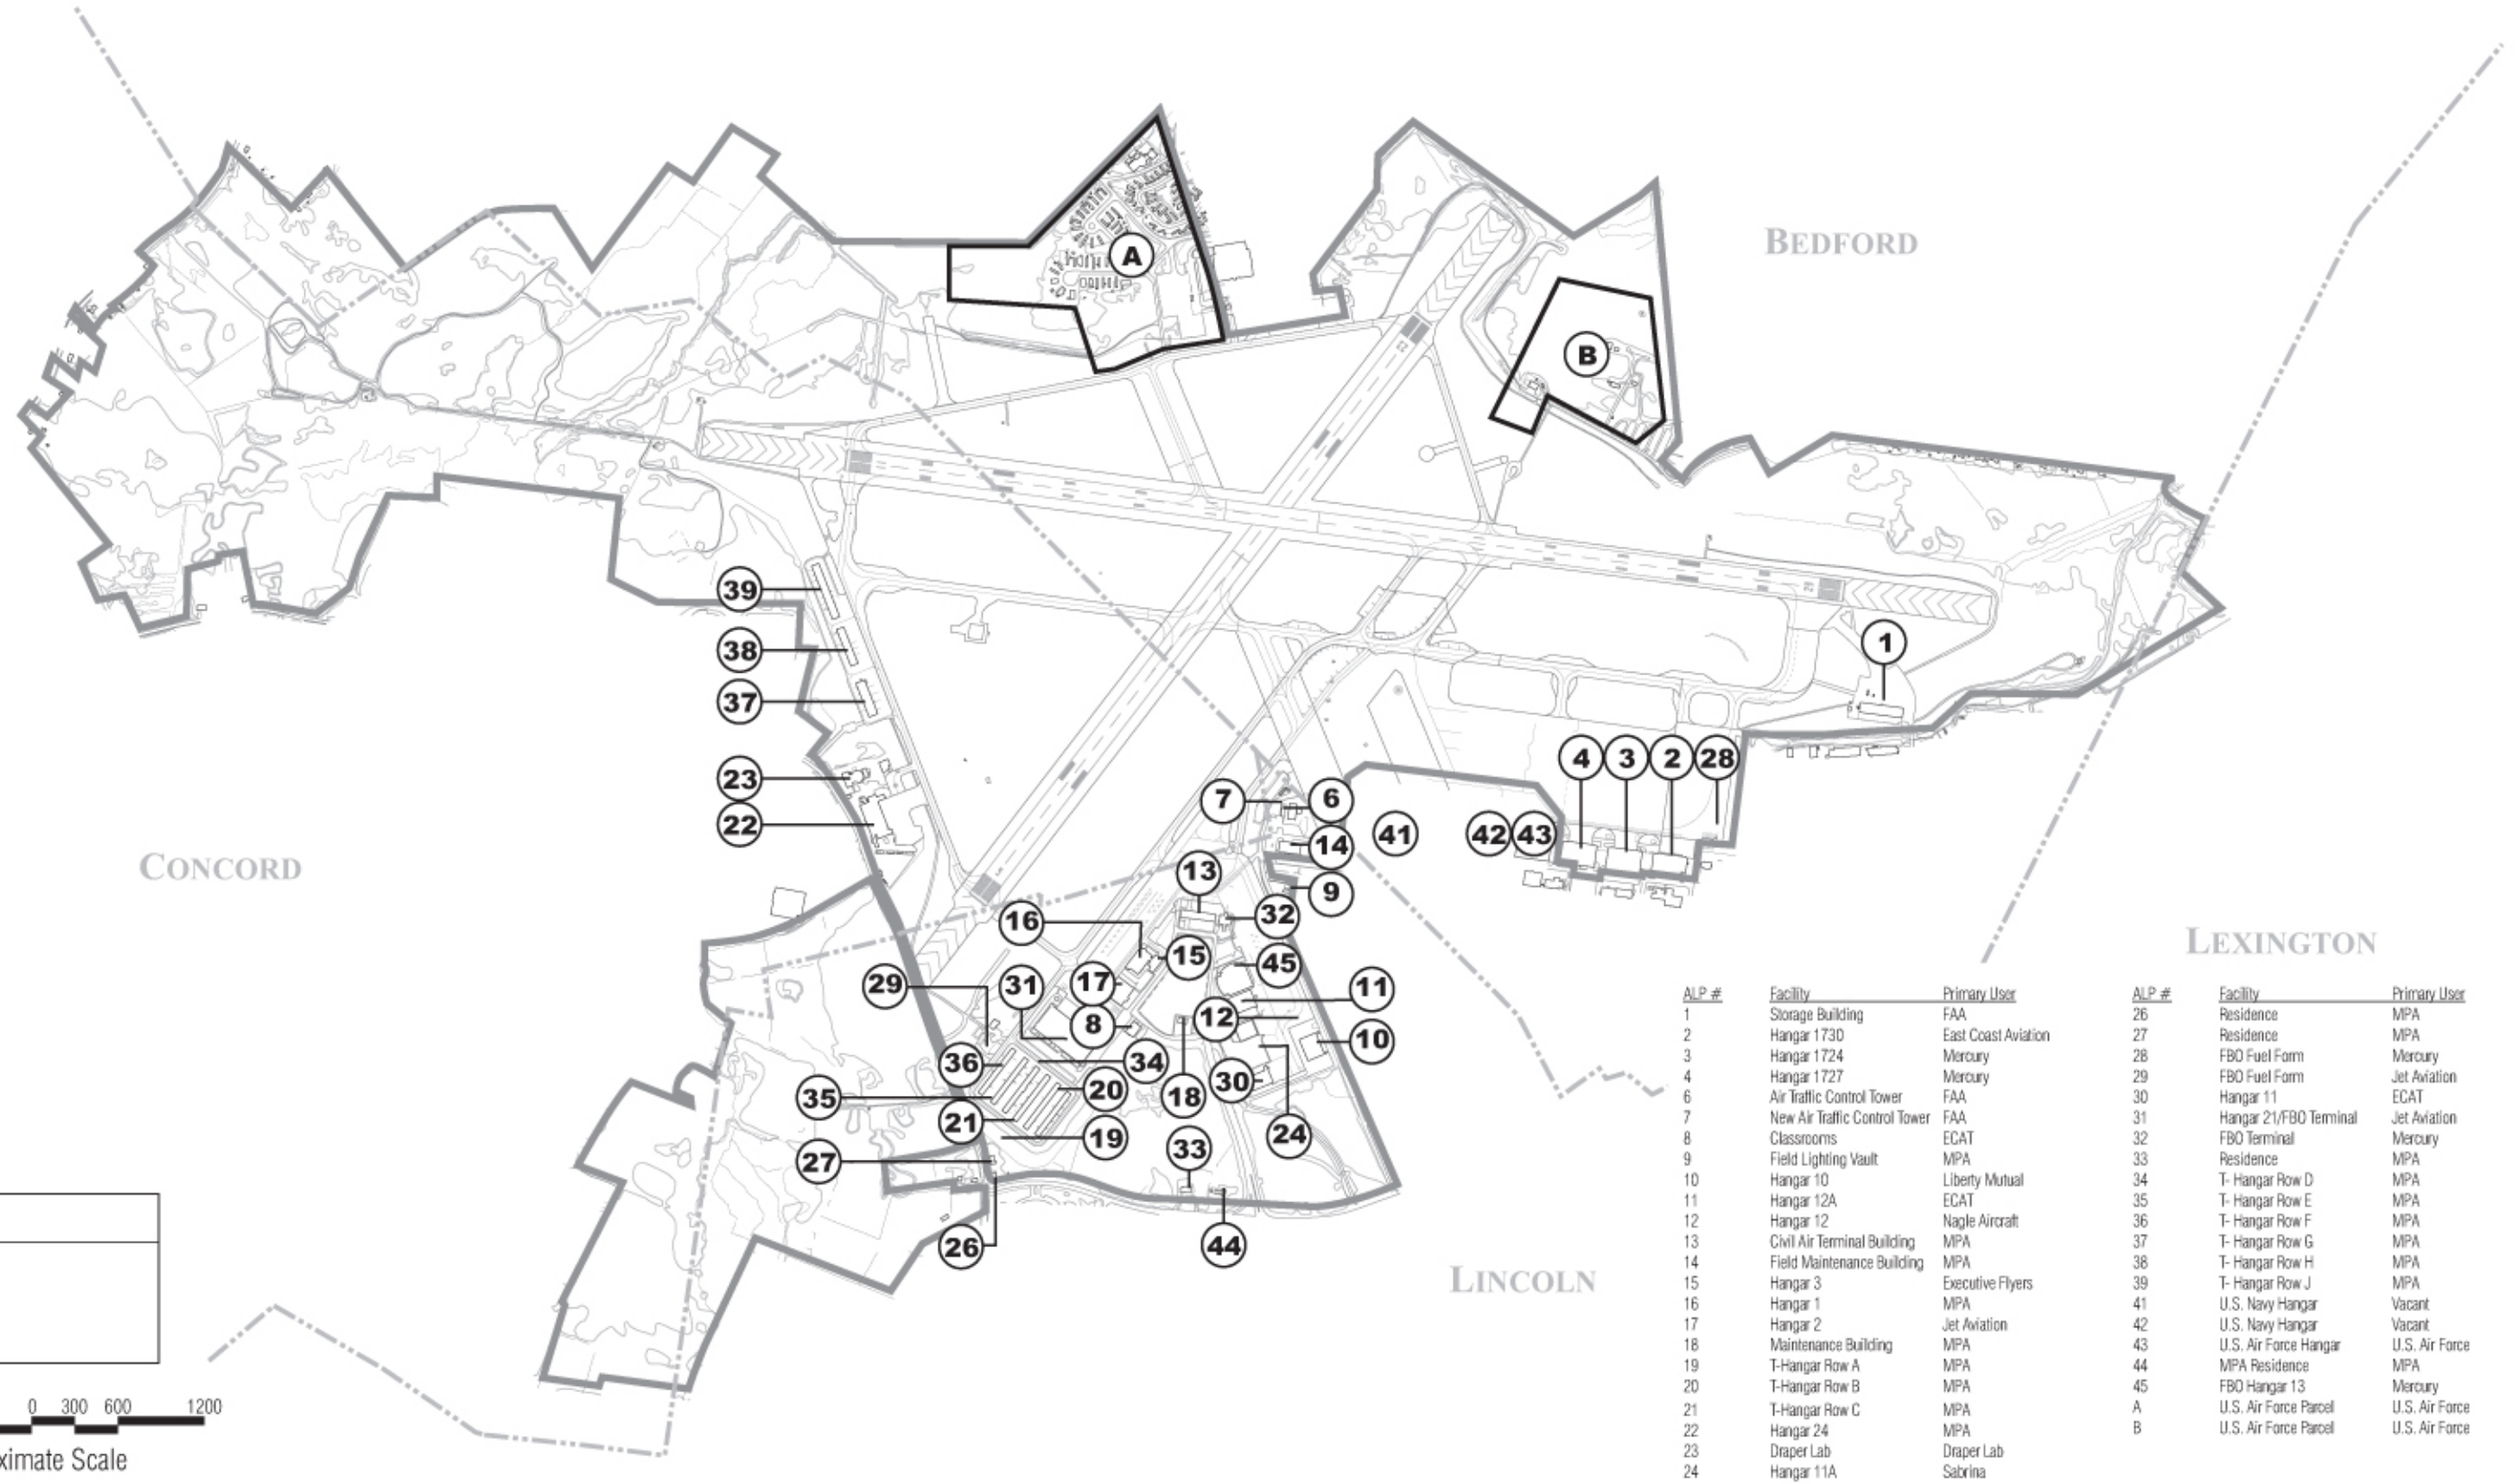 A
BEDFORD
B
39
38
1
37
4
3
2
28
23
7
6
22
41
42
43
14
CONCORD
13
9
32
16
LEXINGTON
15
45
17
29
31
11
12
8
10
36
34
30
20
18
35
21
24
19
33
27
26
44
LINCOLN
0 300 600 1200
ximate Scale
ALP # Facility Primary User
1 Storage Building FAA
2 Hangar 1730 East Coast Aviation
3 Hangar 1724 Mercury
4 Hangar 1727 Mercury
6 Air Traffic Control Tower FAA
7 New Air Traffic Control Tower FAA
8 Classrooms ECAT
9 Field Lighting Vault MPA
10 Hangar 10 Liberty Mutual
11 Hangar 12A ECAT
12 Hangar 12 Nagle Aircraft
13 Civil Air Terminal Building MPA
14 Field Maintenance Building MPA
15 Hangar 3 Executive Flyers
16 Hangar 1 MPA
17 Hangar 2 Jet Aviation
18 Maintenance Building MPA
19 T-Hangar Row A MPA
20 T-Hangar Row B MPA
21 T-Hangar Row C MPA
22 Hangar 24 MPA
23 Draper Lab Draper Lab
24 Hangar 11A Sabrina
ALP # Facility Primary User
26 Residence MPA
27 Residence MPA
28 FBO Fuel Form Mercury
29 FBO Fuel Form Jet Aviation
30 Hangar 11 ECAT
31 Hangar 21/FBO Terminal Jet Aviation
32 FBO Terminal Mercury
33 Residence MPA
34 T- Hangar Row D MPA
35 T- Hangar Row E MPA
36 T- Hangar Row F MPA
37 T- Hangar Row G MPA
38 T- Hangar Row H MPA
39 T- Hangar Row J MPA
41 U.S. Navy Hangar Vacant
42 U.S. Navy Hangar Vacant
43 U.S. Air Force Hangar U.S. Air Force
44 MPA Residence MPA
45 FBO Hangar 13 Mercury
A U.S. Air Force Parcel U.S. Air Force
B U.S. Air Force Parcel U.S. Air Force